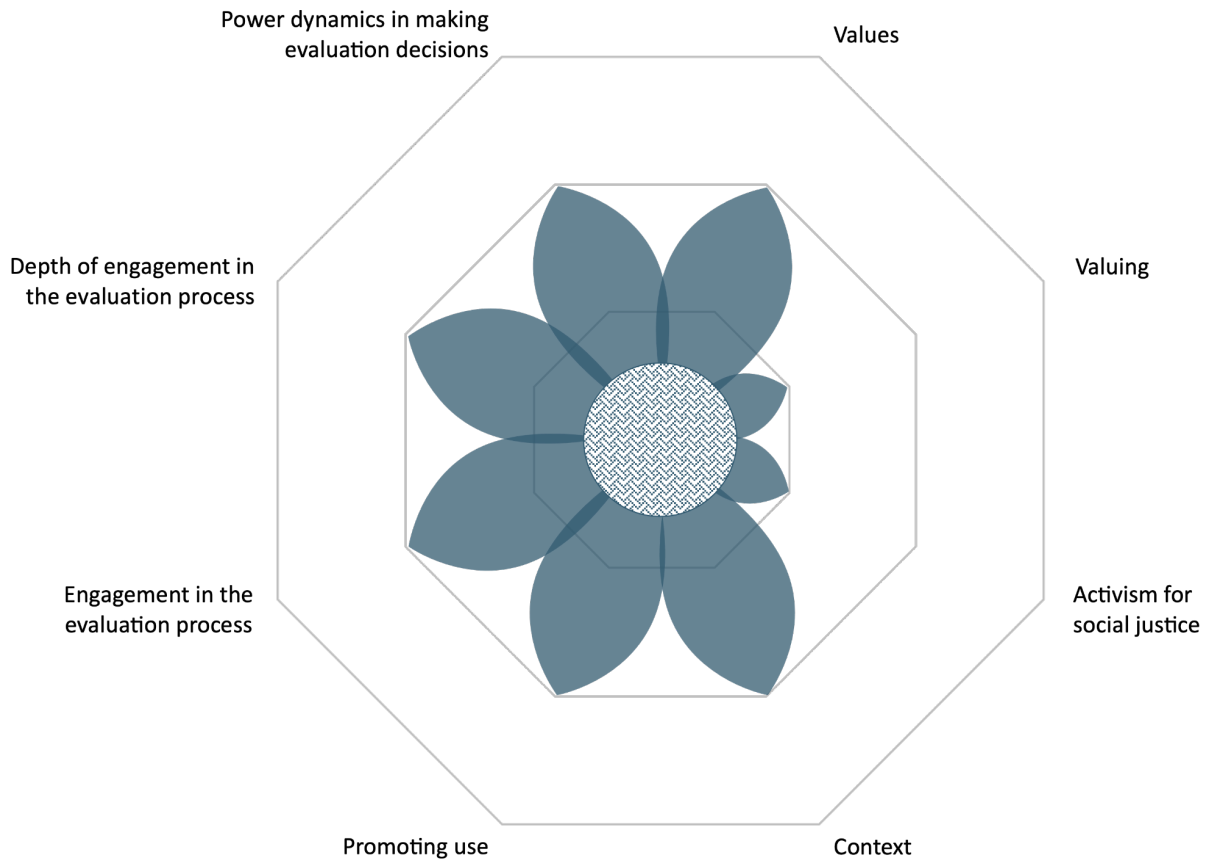 Power dynamics in making
evaluation decisions
Values
Depth of engagement in
the evaluation process
Valuing
Engagement in the
evaluation process
Activism for
social justice
Promoting use
Context